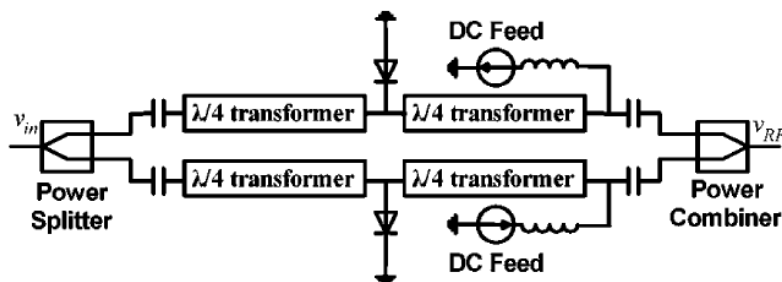 DC Feed
λ/4 transformer λ/4 transformer
v_in v_RF
λ/4 transformer λ/4 transformer
Power Splitter
Power Combiner
DC Feed